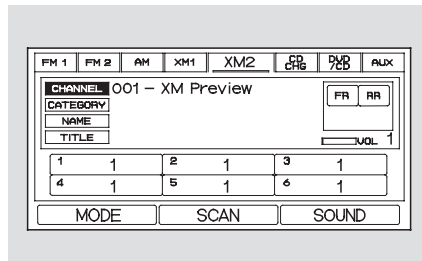 FM 1 FM 2 AM XM1 XM2 CD CHG DVD /CD AUX
CHANNEL 001 – XM Preview
FR RR
CATEGORY
NAME
TITLE
VOL 1
1 1 2 1 3 1
4 1 5 1 6 1
MODE SCAN SOUND